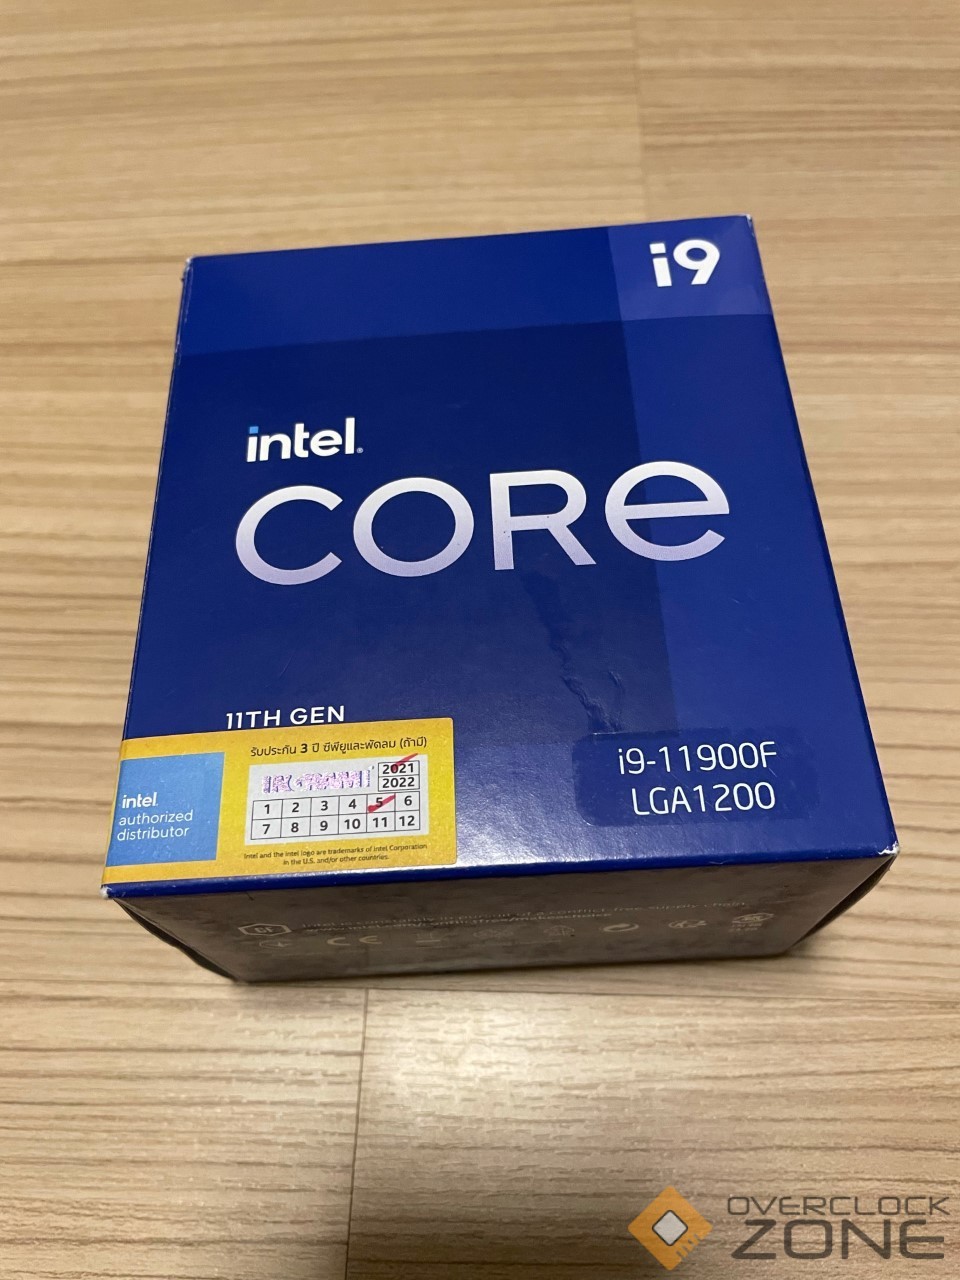 i9
intel
CORe
11TH GEN
รับประกัน 3 ปี ซีพียูและพัดลม (ถ้ามี)
2021
2022
1 2 3 4 5 6
7 8 9 10 11 12
intel
authorized
distributor
Intel and the Intel logo are trademarks of Intel Corporation
in the U.S. and/or other countries.
i9-11900F
LGA1200
CF
CE
OVERCLOCK
ZONE